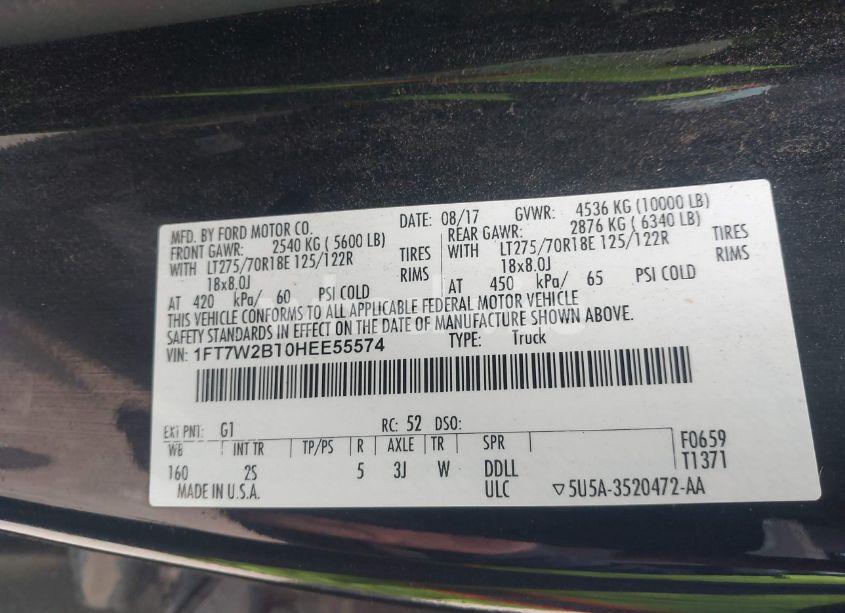 MFD. BY FORD MOTOR CO. DATE: 08/17 GVWR: 4536 KG (10000 LB)
FRONT GAWR: 2540 KG ( 5600 LB) REAR GAWR: 2876 KG ( 6340 LB)
WITH LT275/70R18E 125/122R TIRES WITH LT275/70R18E 125/122R TIRES
18x8.0J RIMS 18x8.0J RIMS
AT 420 kPa/ 60 PSI COLD AT 450 kPa/ 65 PSI COLD
THIS VEHICLE CONFORMS TO ALL APPLICABLE FEDERAL MOTOR VEHICLE
SAFETY STANDARDS IN EFFECT ON THE DATE OF MANUFACTURE SHOWN ABOVE.
VIN: 1FT7W2B10HEE55574 TYPE: Truck
EXT PNT: G1 RC: 52 DSO:
WB INT TR TP/PS R AXLE TR SPR F0659
160 2S 5 3J W DDLL T1371
MADE IN U.S.A. ULC ▽5U5A-3520472-AA